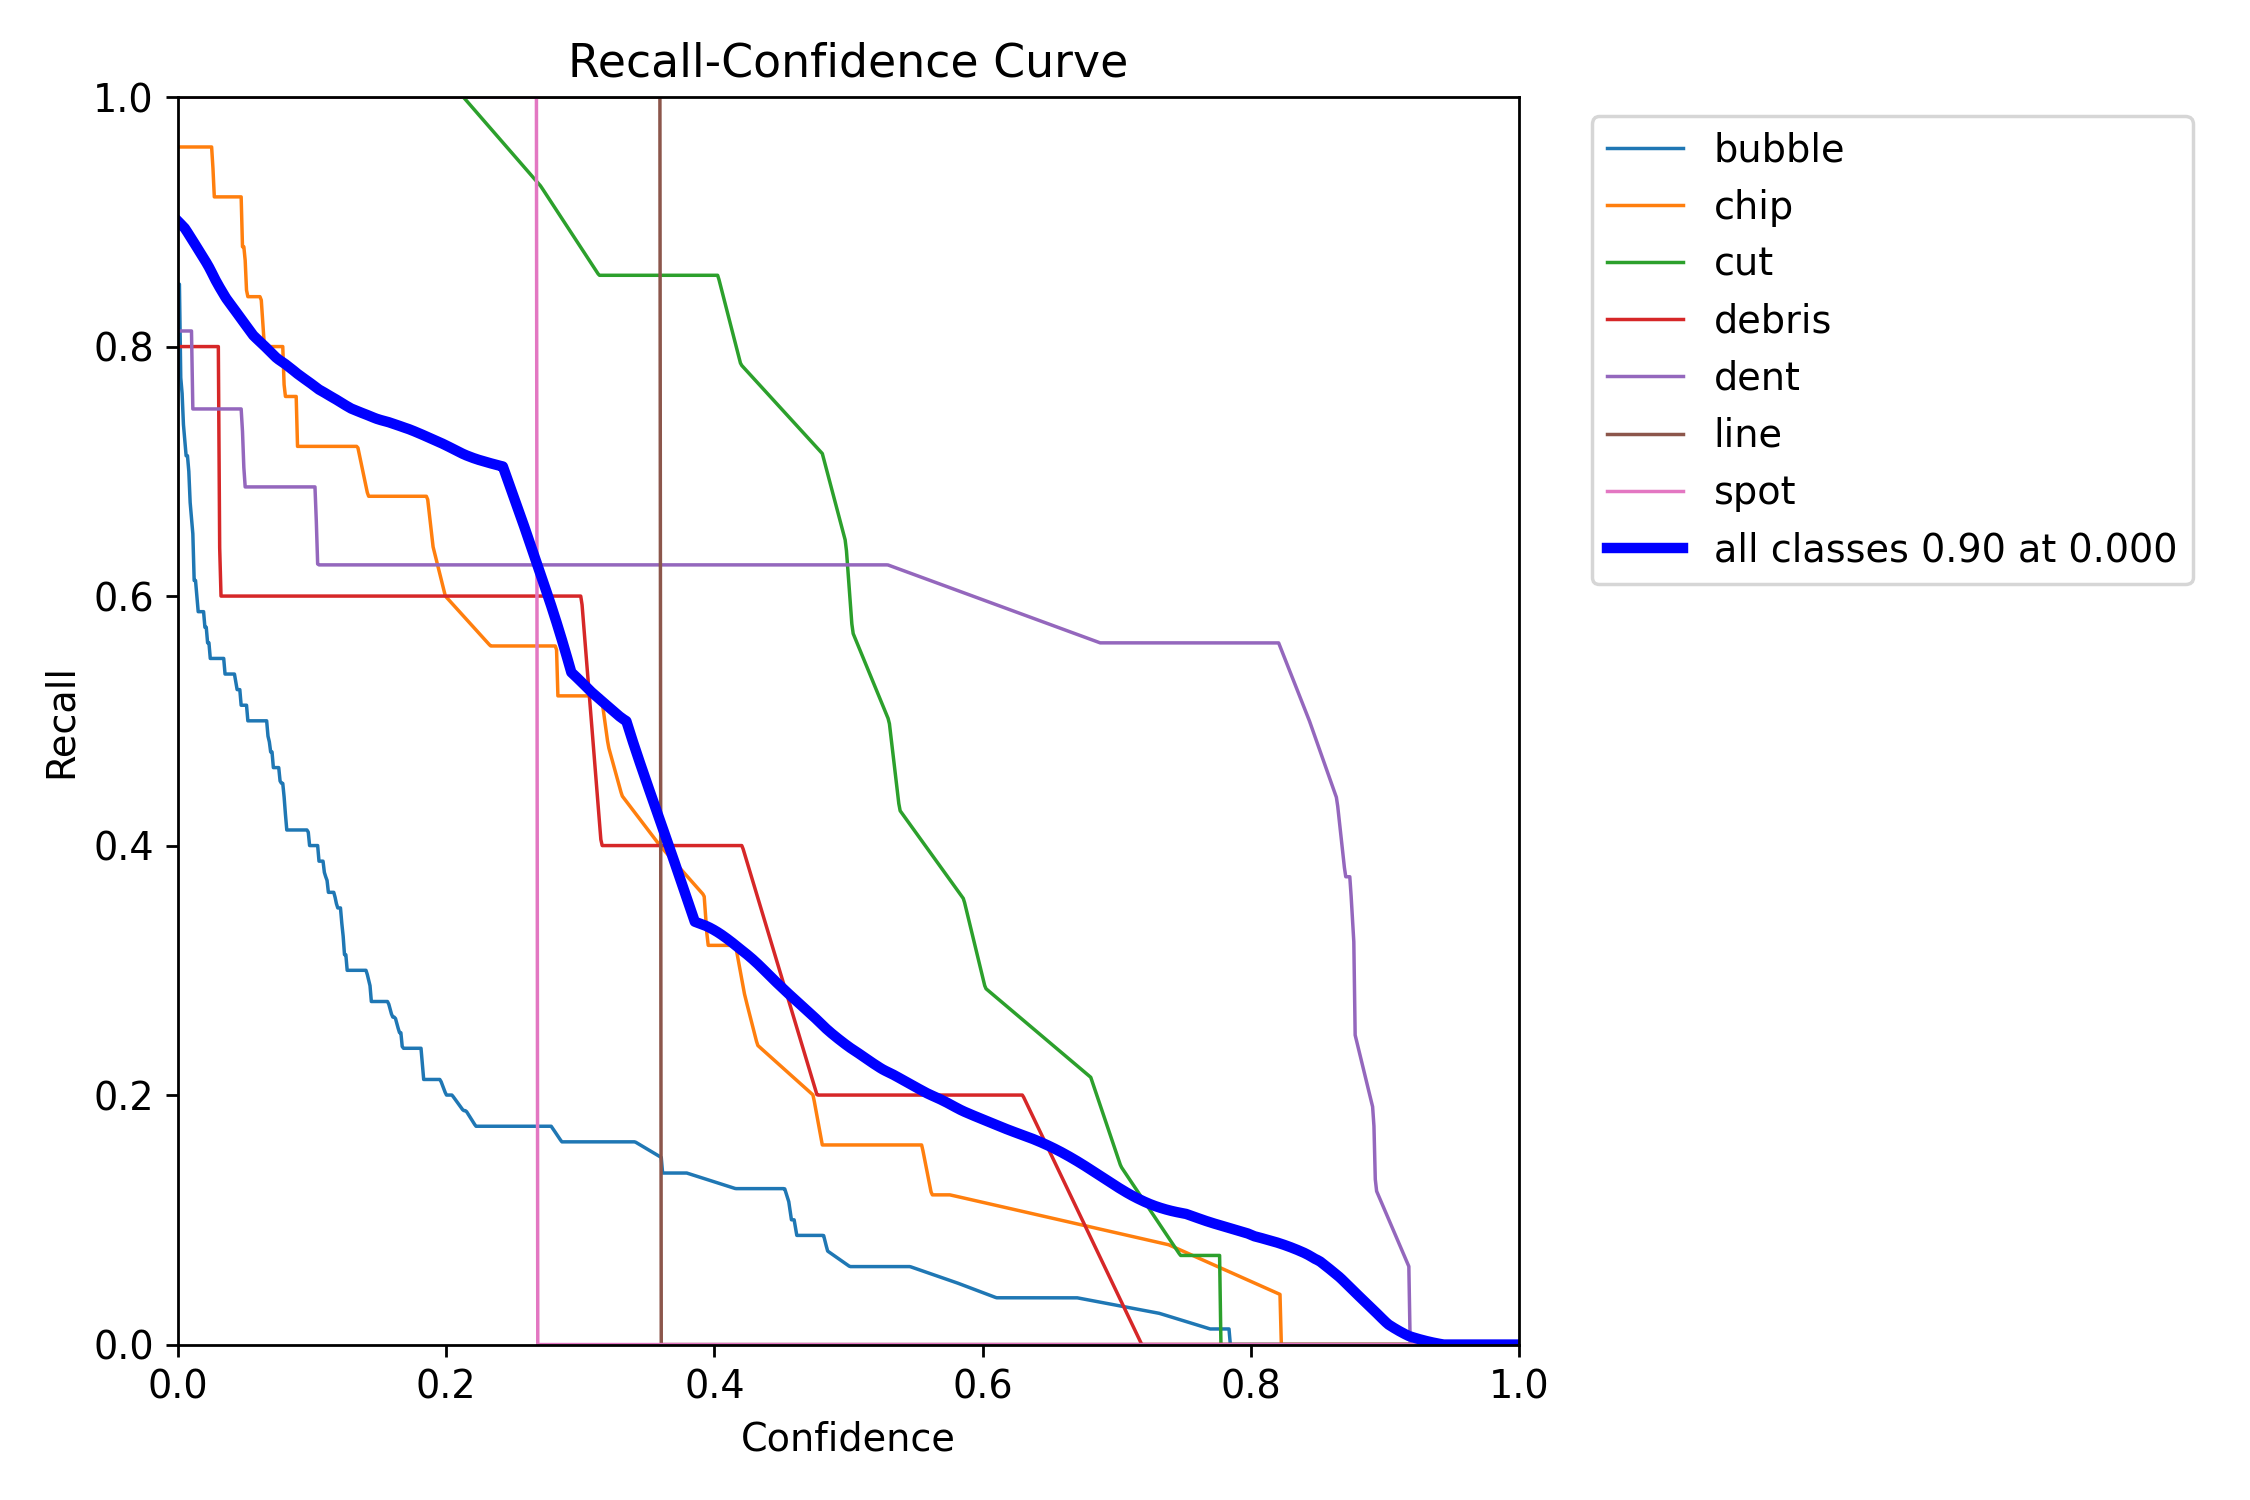 Recall-Confidence Curve
1.0
0.8
0.6
0.4
0.2
0.0
Recall
0.0 0.2 0.4 0.6 0.8 1.0
Confidence
bubble
chip
cut
debris
dent
line
spot
all classes 0.90 at 0.000